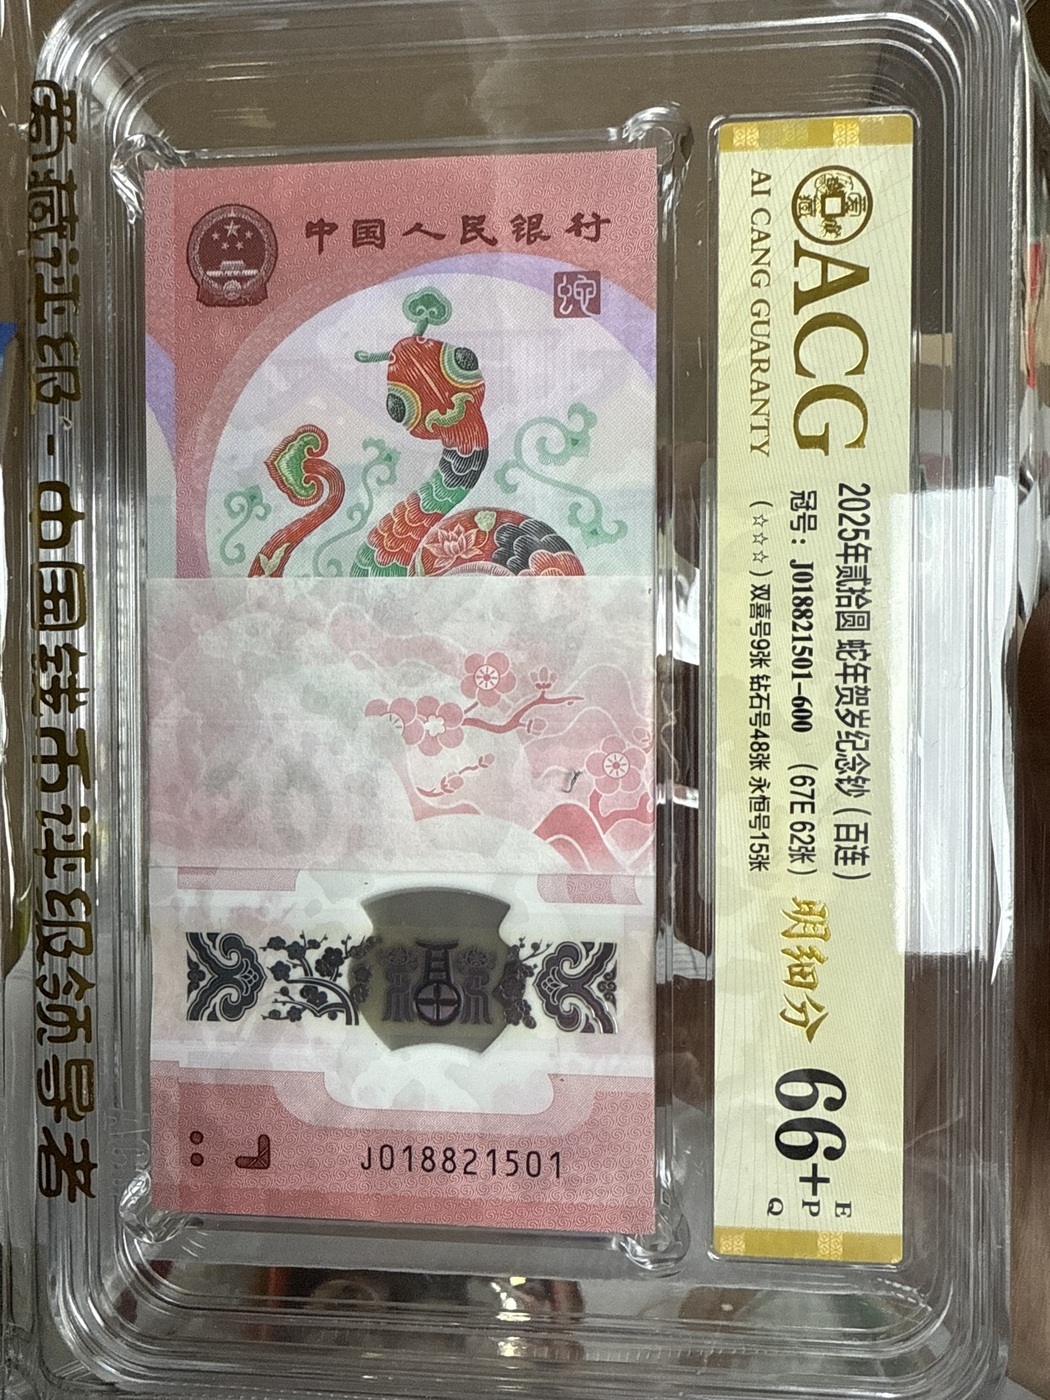 爱藏评级 - 中国钱币评级领导者
中国人民银行
蛇
J018821501
ACG
AI CANG GUARANTY
2025年贰拾圆 蛇年贺岁纪念钞（百连）
冠号：J018821501-600 （67E 62张）
（☆☆☆）双喜号9张 钻石号48张 永恒号15张
明细分
66+
E
P
Q